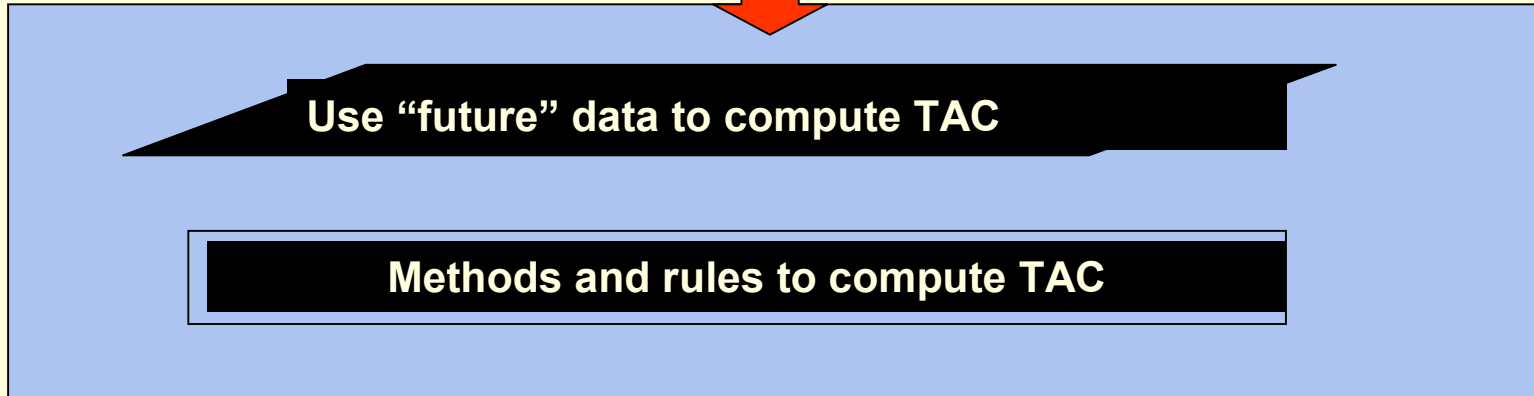 Use “future” data to compute TAC
Methods and rules to compute TAC